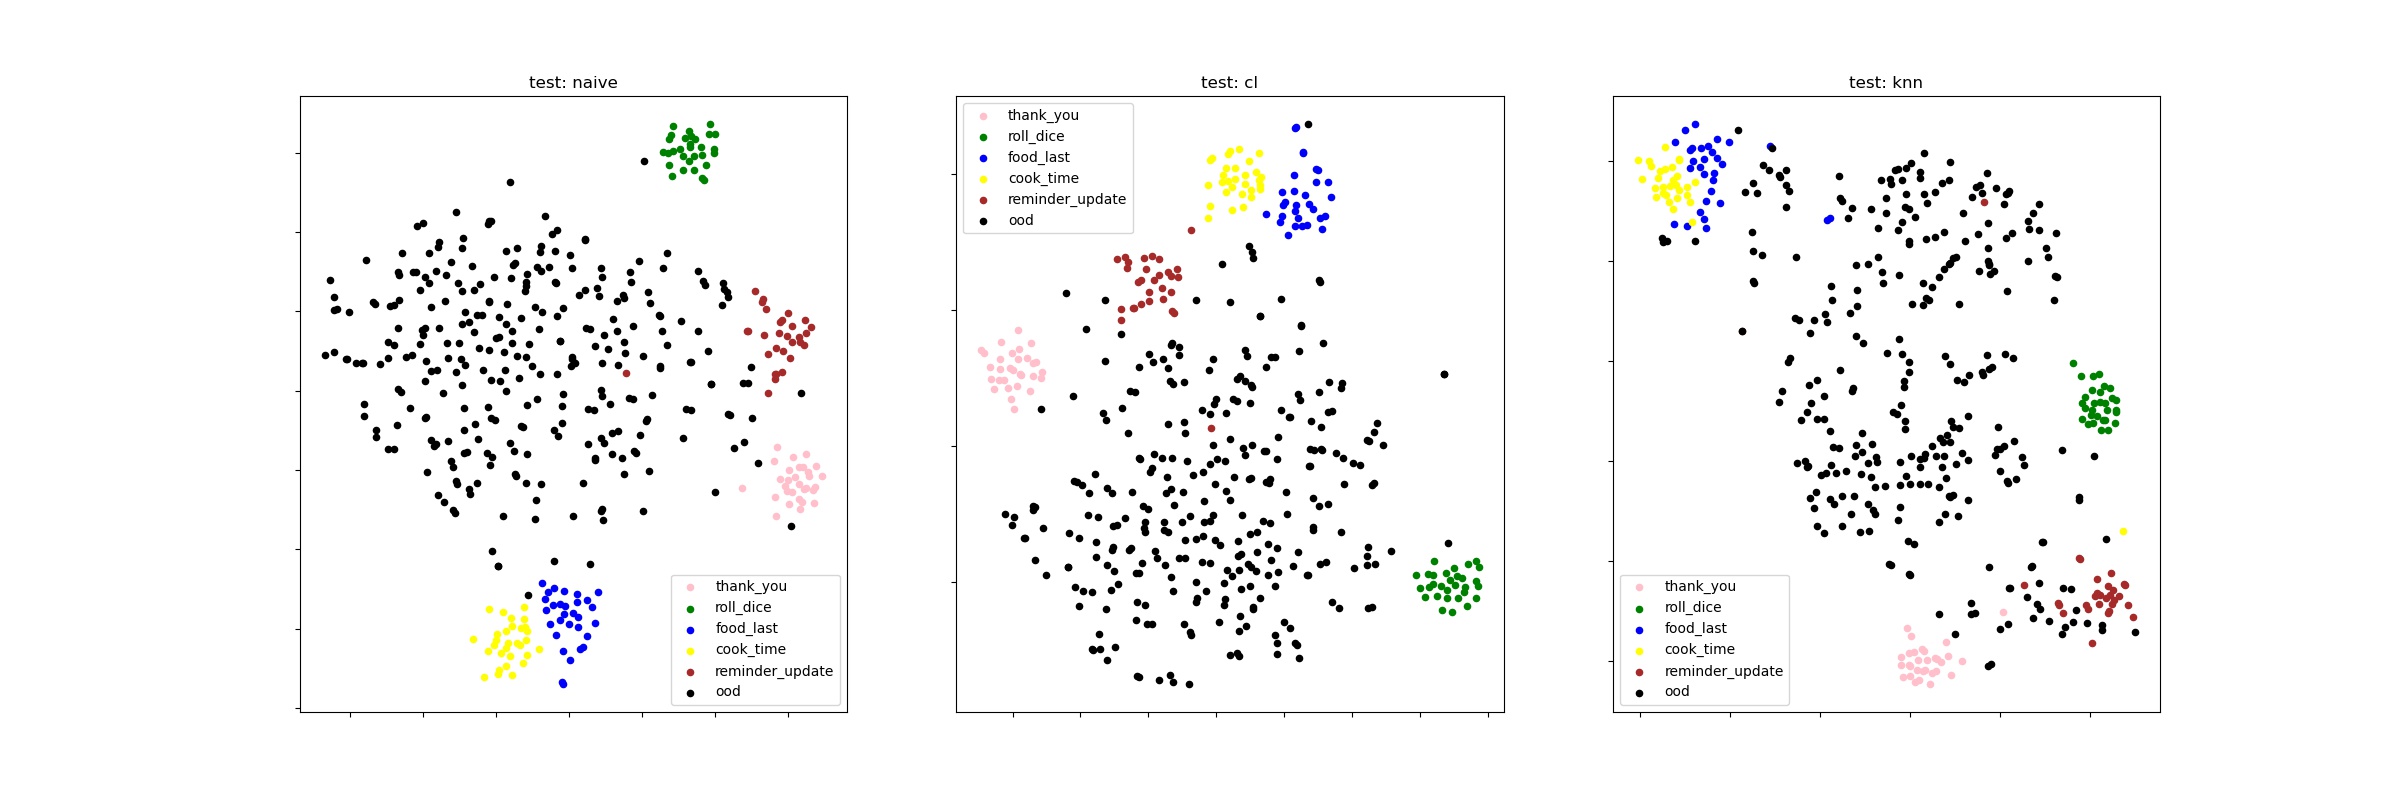 test: naive
thank_you
roll_dice
food_last
cook_time
reminder_update
ood
test: cl
thank_you
roll_dice
food_last
cook_time
reminder_update
ood
test: knn
thank_you
roll_dice
food_last
cook_time
reminder_update
ood